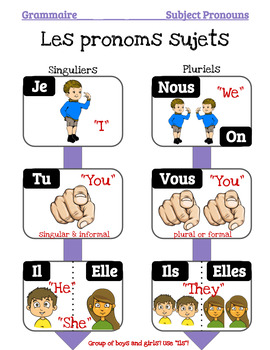 Grammaire Subject Pronouns
Les pronoms sujets
Singuliers Pluriels
Je Nous
"I" "We"
On
Tu Vous
"You" "You"
singular & informal plural or formal
Il Elle Ils Elles
"He" "They"
"She"
Group of boys and girls? use "ils"!